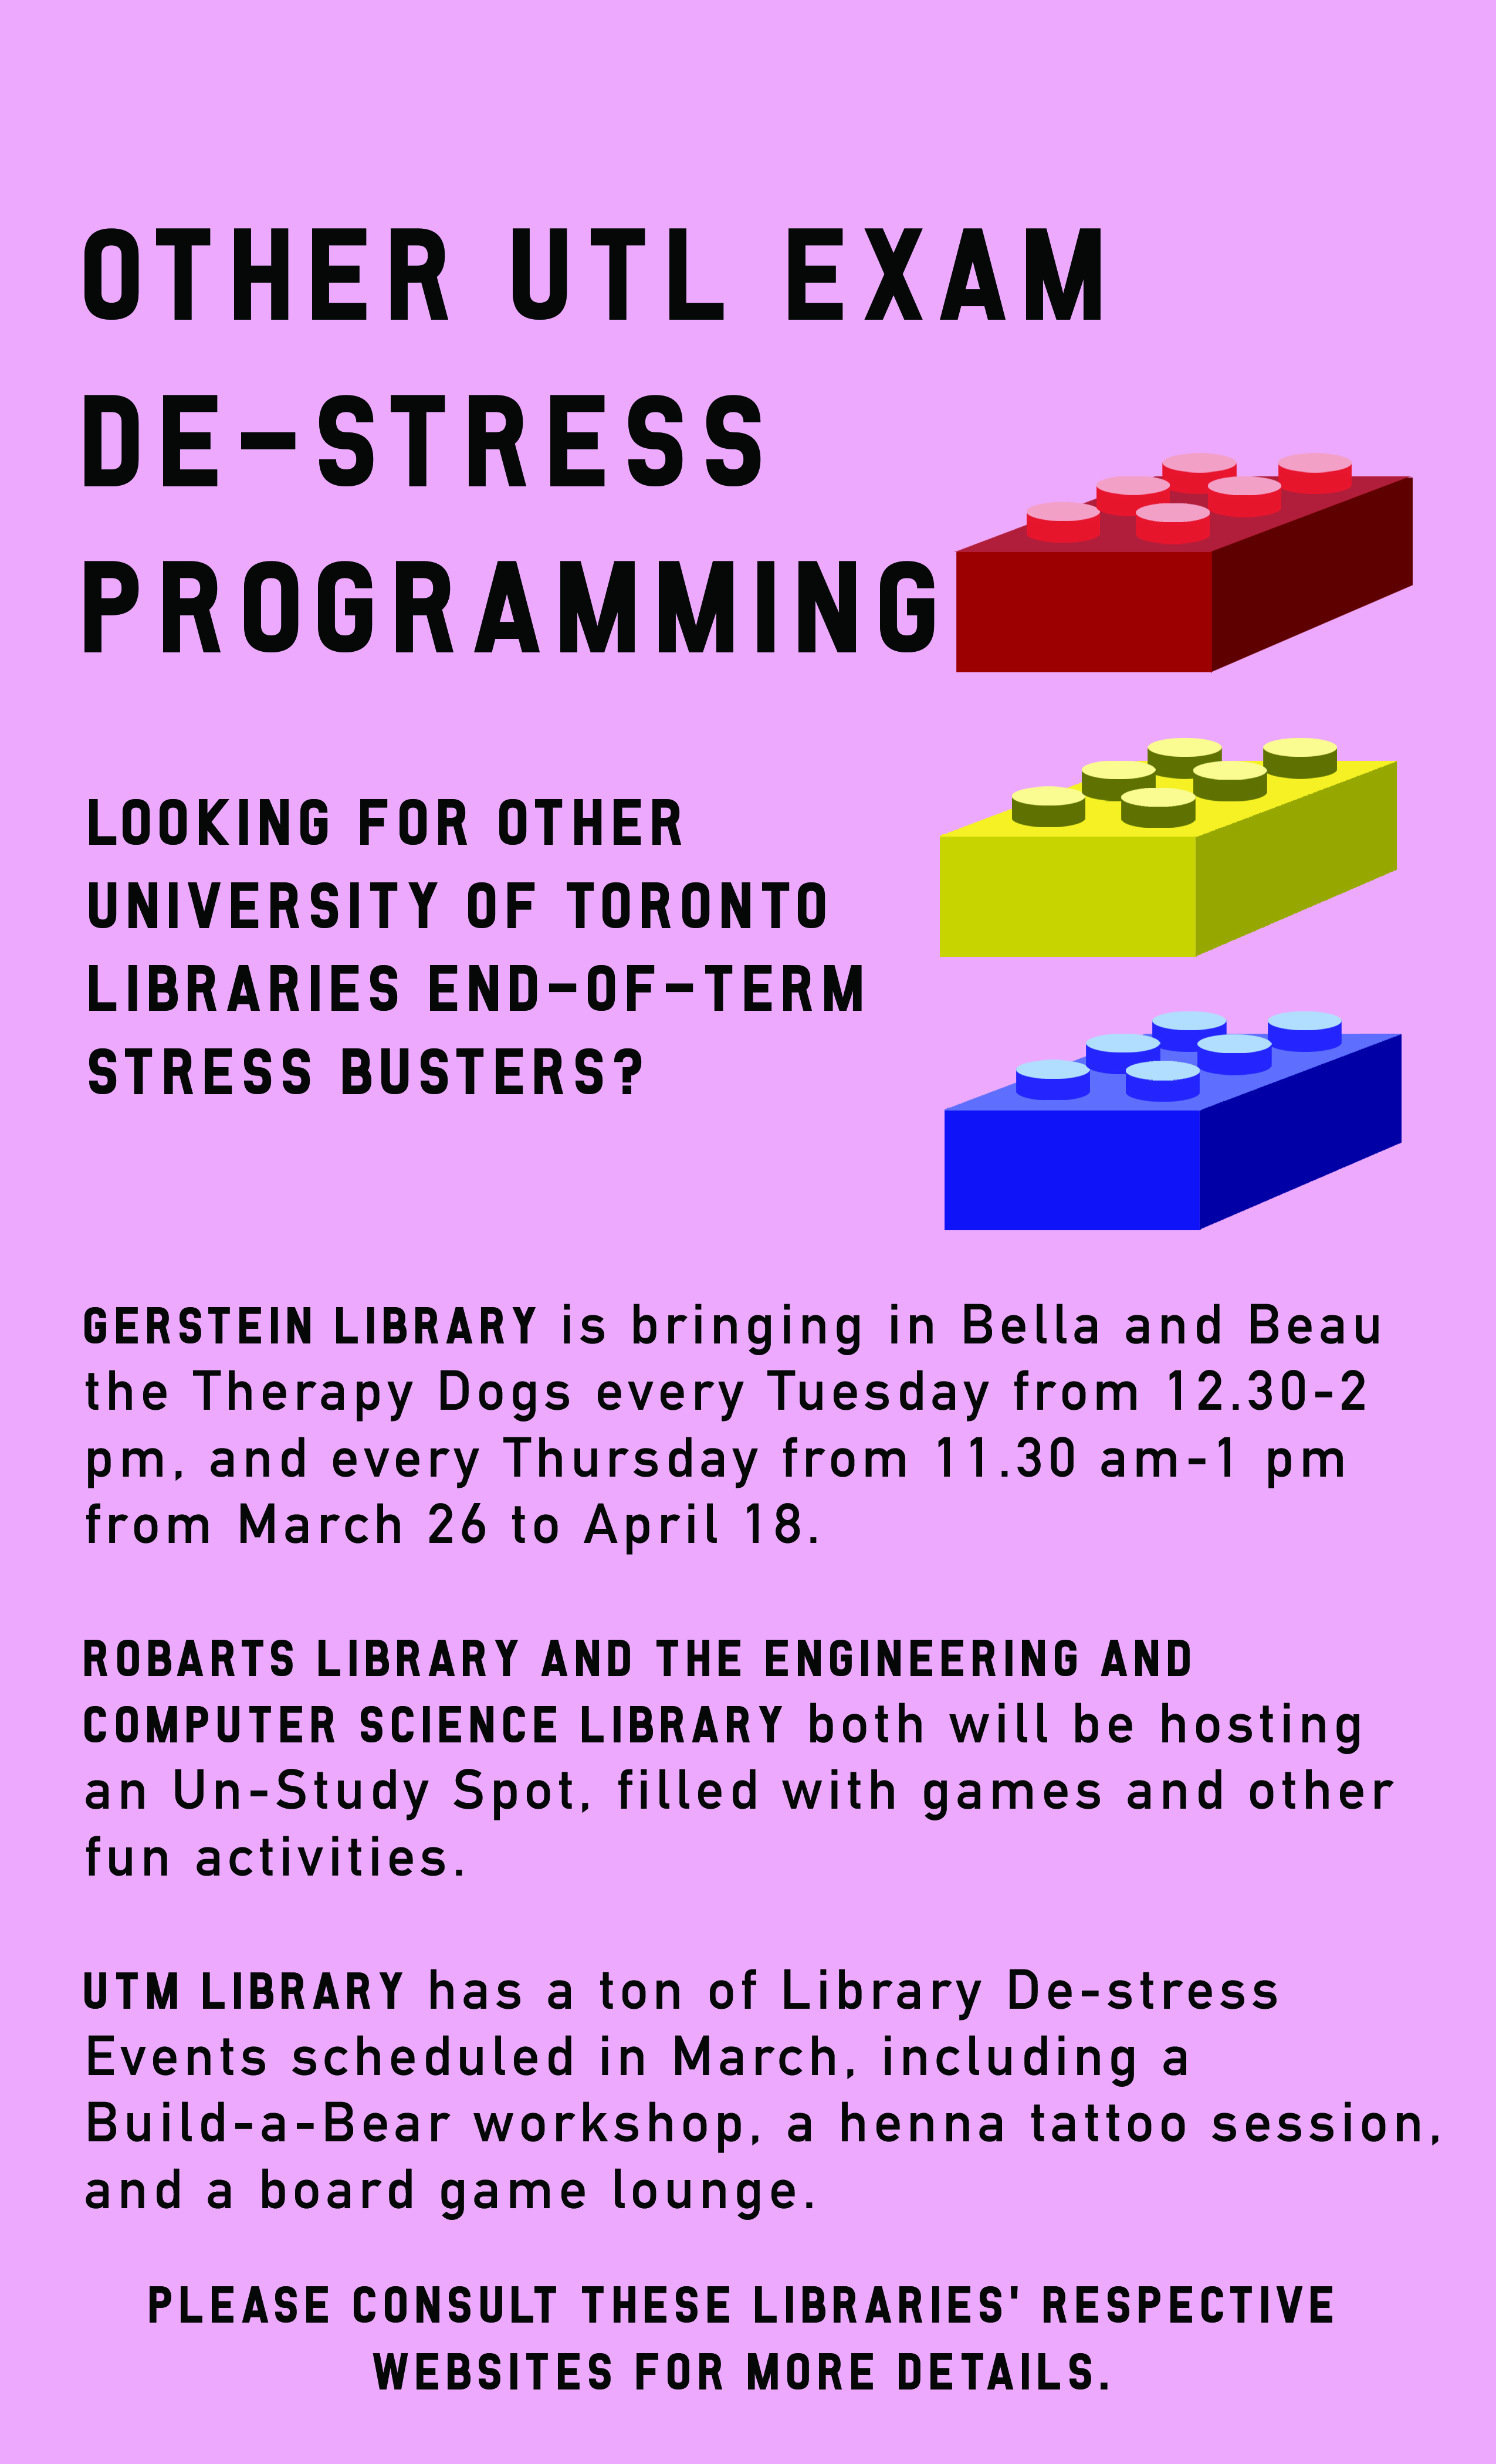 OTHER UTL EXAM
DE-STRESS
PROGRAMMING
LOOKING FOR OTHER
UNIVERSITY OF TORONTO
LIBRARIES END-OF-TERM
STRESS BUSTERS?
GERSTEIN LIBRARY is bringing in Bella and Beau
the Therapy Dogs every Tuesday from 12.30-2
pm, and every Thursday from 11.30 am-1 pm
from March 26 to April 18.
ROBARTS LIBRARY AND THE ENGINEERING AND
COMPUTER SCIENCE LIBRARY both will be hosting
an Un-Study Spot, filled with games and other
fun activities.
UTM LIBRARY has a ton of Library De-stress
Events scheduled in March, including a
Build-a-Bear workshop, a henna tattoo session,
and a board game lounge.
PLEASE CONSULT THESE LIBRARIES' RESPECTIVE
WEBSITES FOR MORE DETAILS.